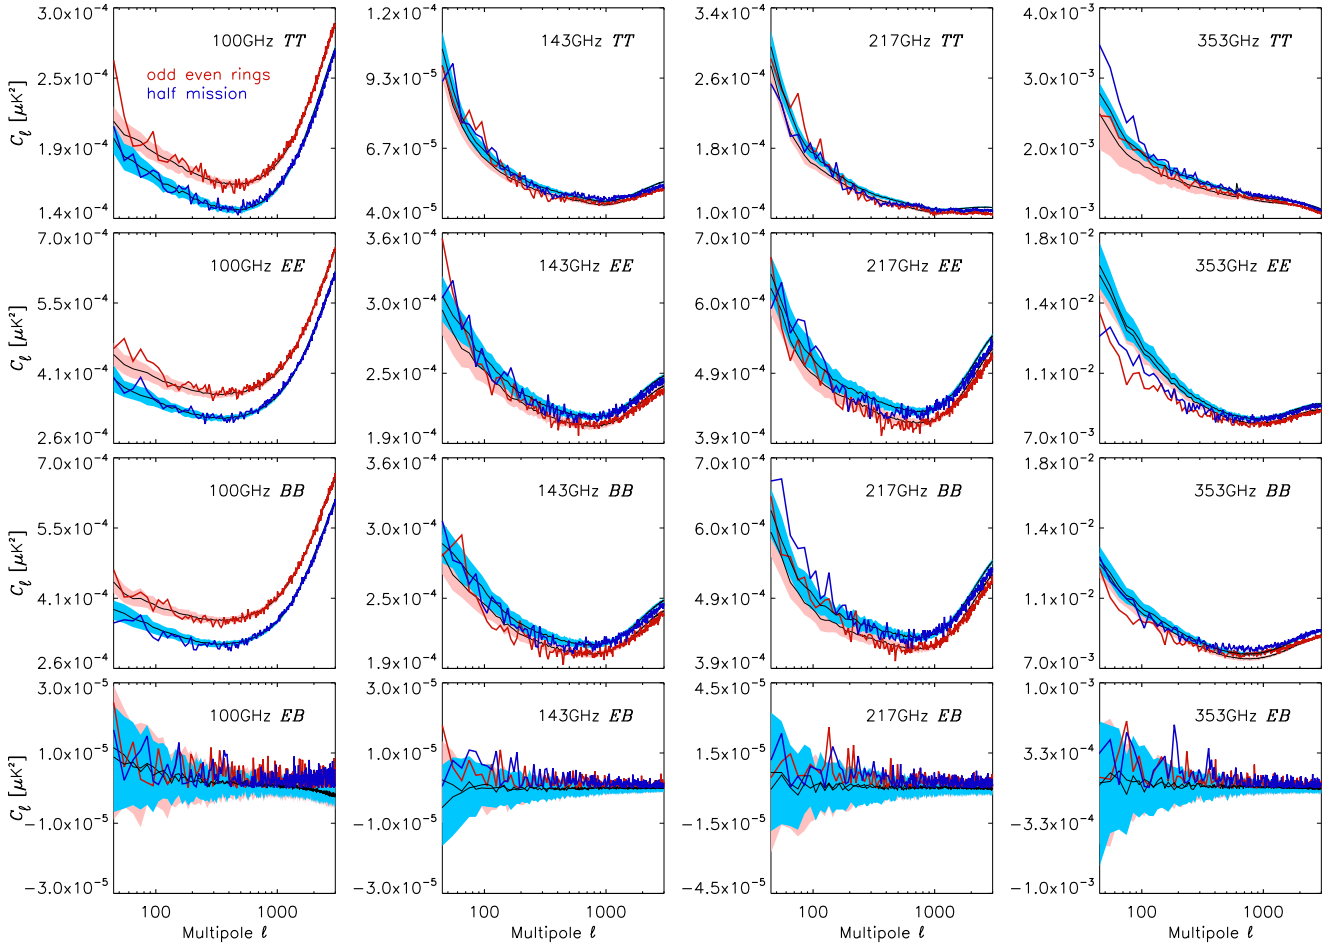 3.0x10⁻⁴
2.5x10⁻⁴
1.9x10⁻⁴
1.4x10⁻⁴
Cℓ [μK²]
100GHz TT
odd even rings
half mission
1.2x10⁻⁴
9.3x10⁻⁵
6.7x10⁻⁵
4.0x10⁻⁵
143GHz TT
3.4x10⁻⁴
2.6x10⁻⁴
1.8x10⁻⁴
1.0x10⁻⁴
217GHz TT
4.0x10⁻³
3.0x10⁻³
2.0x10⁻³
1.0x10⁻³
353GHz TT
7.0x10⁻⁴
5.5x10⁻⁴
4.1x10⁻⁴
2.6x10⁻⁴
Cℓ [μK²]
100GHz EE
3.6x10⁻⁴
3.0x10⁻⁴
2.5x10⁻⁴
1.9x10⁻⁴
143GHz EE
7.0x10⁻⁴
6.0x10⁻⁴
4.9x10⁻⁴
3.9x10⁻⁴
217GHz EE
1.8x10⁻²
1.4x10⁻²
1.1x10⁻²
7.0x10⁻³
353GHz EE
7.0x10⁻⁴
5.5x10⁻⁴
4.1x10⁻⁴
2.6x10⁻⁴
Cℓ [μK²]
100GHz BB
3.6x10⁻⁴
3.0x10⁻⁴
2.5x10⁻⁴
1.9x10⁻⁴
143GHz BB
7.0x10⁻⁴
6.0x10⁻⁴
4.9x10⁻⁴
3.9x10⁻⁴
217GHz BB
1.8x10⁻²
1.4x10⁻²
1.1x10⁻²
7.0x10⁻³
353GHz BB
3.0x10⁻⁵
1.0x10⁻⁵
−1.0x10⁻⁵
−3.0x10⁻⁵
Cℓ [μK²]
100GHz EB
100 1000
Multipole ℓ
3.0x10⁻⁵
1.0x10⁻⁵
−1.0x10⁻⁵
−3.0x10⁻⁵
143GHz EB
100 1000
Multipole ℓ
4.5x10⁻⁵
1.5x10⁻⁵
−1.5x10⁻⁵
−4.5x10⁻⁵
217GHz EB
100 1000
Multipole ℓ
1.0x10⁻³
3.3x10⁻⁴
−3.3x10⁻⁴
−1.0x10⁻³
353GHz EB
100 1000
Multipole ℓ